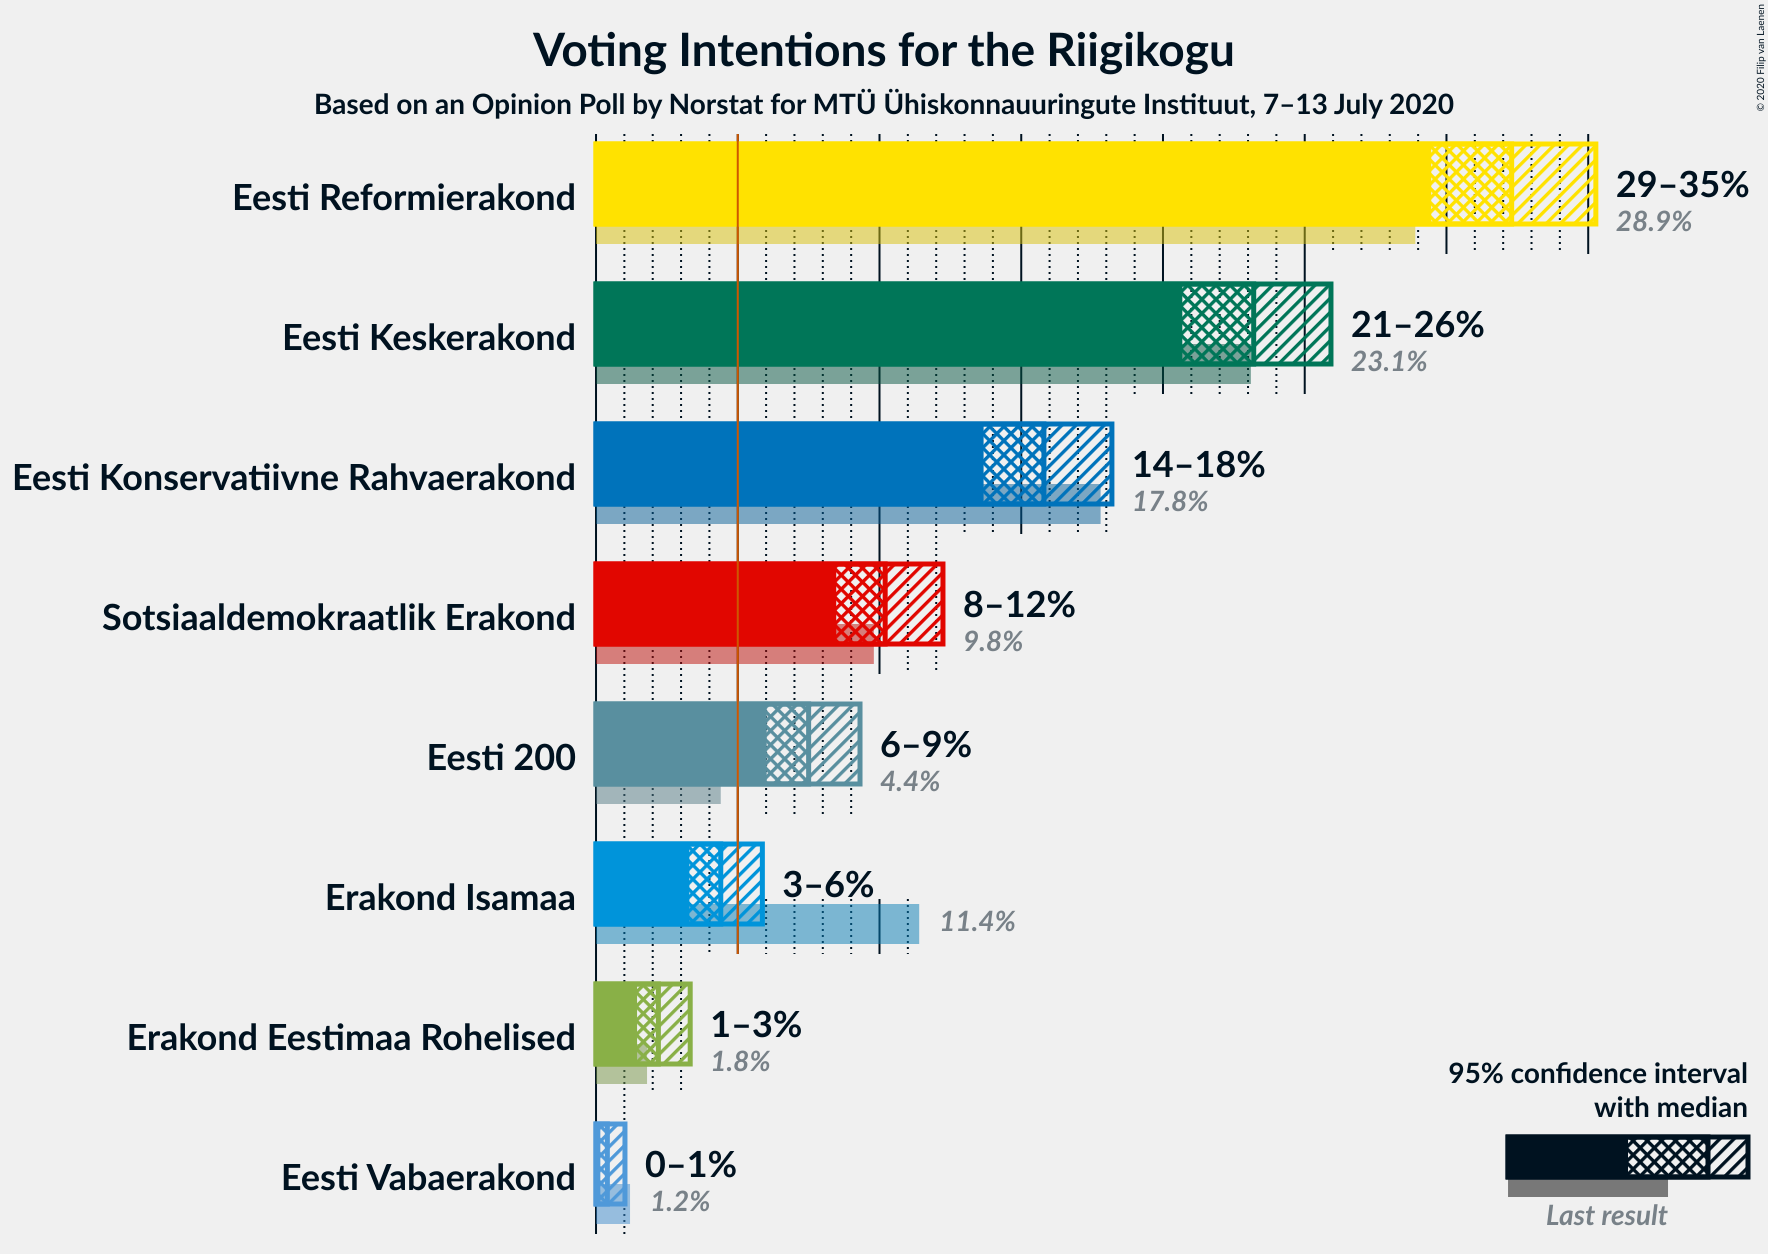 Voting Intentions for the Riigikogu
Based on an Opinion Poll by Norstat for MTÜ Ühiskonnauuringute Instituut, 7–13 July 2020
© 2020 Filip van Laenen
Eesti Reformierakond
29–35%
28.9%
Eesti Keskerakond
21–26%
23.1%
Eesti Konservatiivne Rahvaerakond
14–18%
17.8%
Sotsiaaldemokraatlik Erakond
8–12%
9.8%
Eesti 200
6–9%
4.4%
Erakond Isamaa
3–6%
11.4%
Erakond Eestimaa Rohelised
1–3%
1.8%
Eesti Vabaerakond
0–1%
1.2%
95% confidence interval
with median
Last result